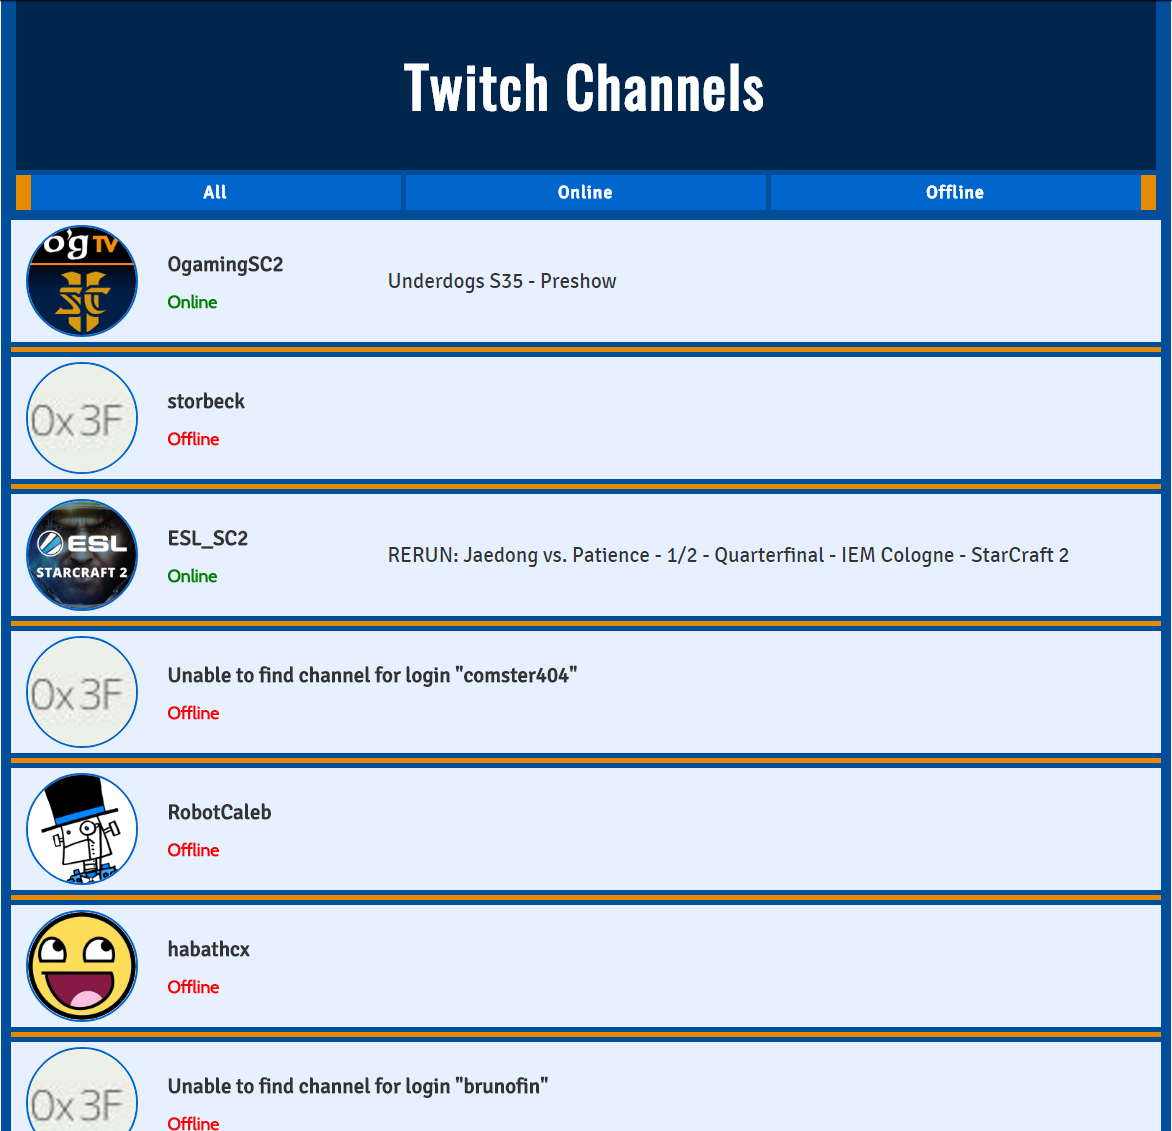 Twitch Channels
All Online Offline
o'g TV
SC
OgamingSC2
Online
Underdogs S35 - Preshow
0x3F
storbeck
Offline
ESL
STARCRAFT 2
ESL_SC2
Online
RERUN: Jaedong vs. Patience - 1/2 - Quarterfinal - IEM Cologne - StarCraft 2
0x3F
Unable to find channel for login "comster404"
Offline
RobotCaleb
Offline
habathcx
Offline
0x3F
Unable to find channel for login "brunofin"
Offline